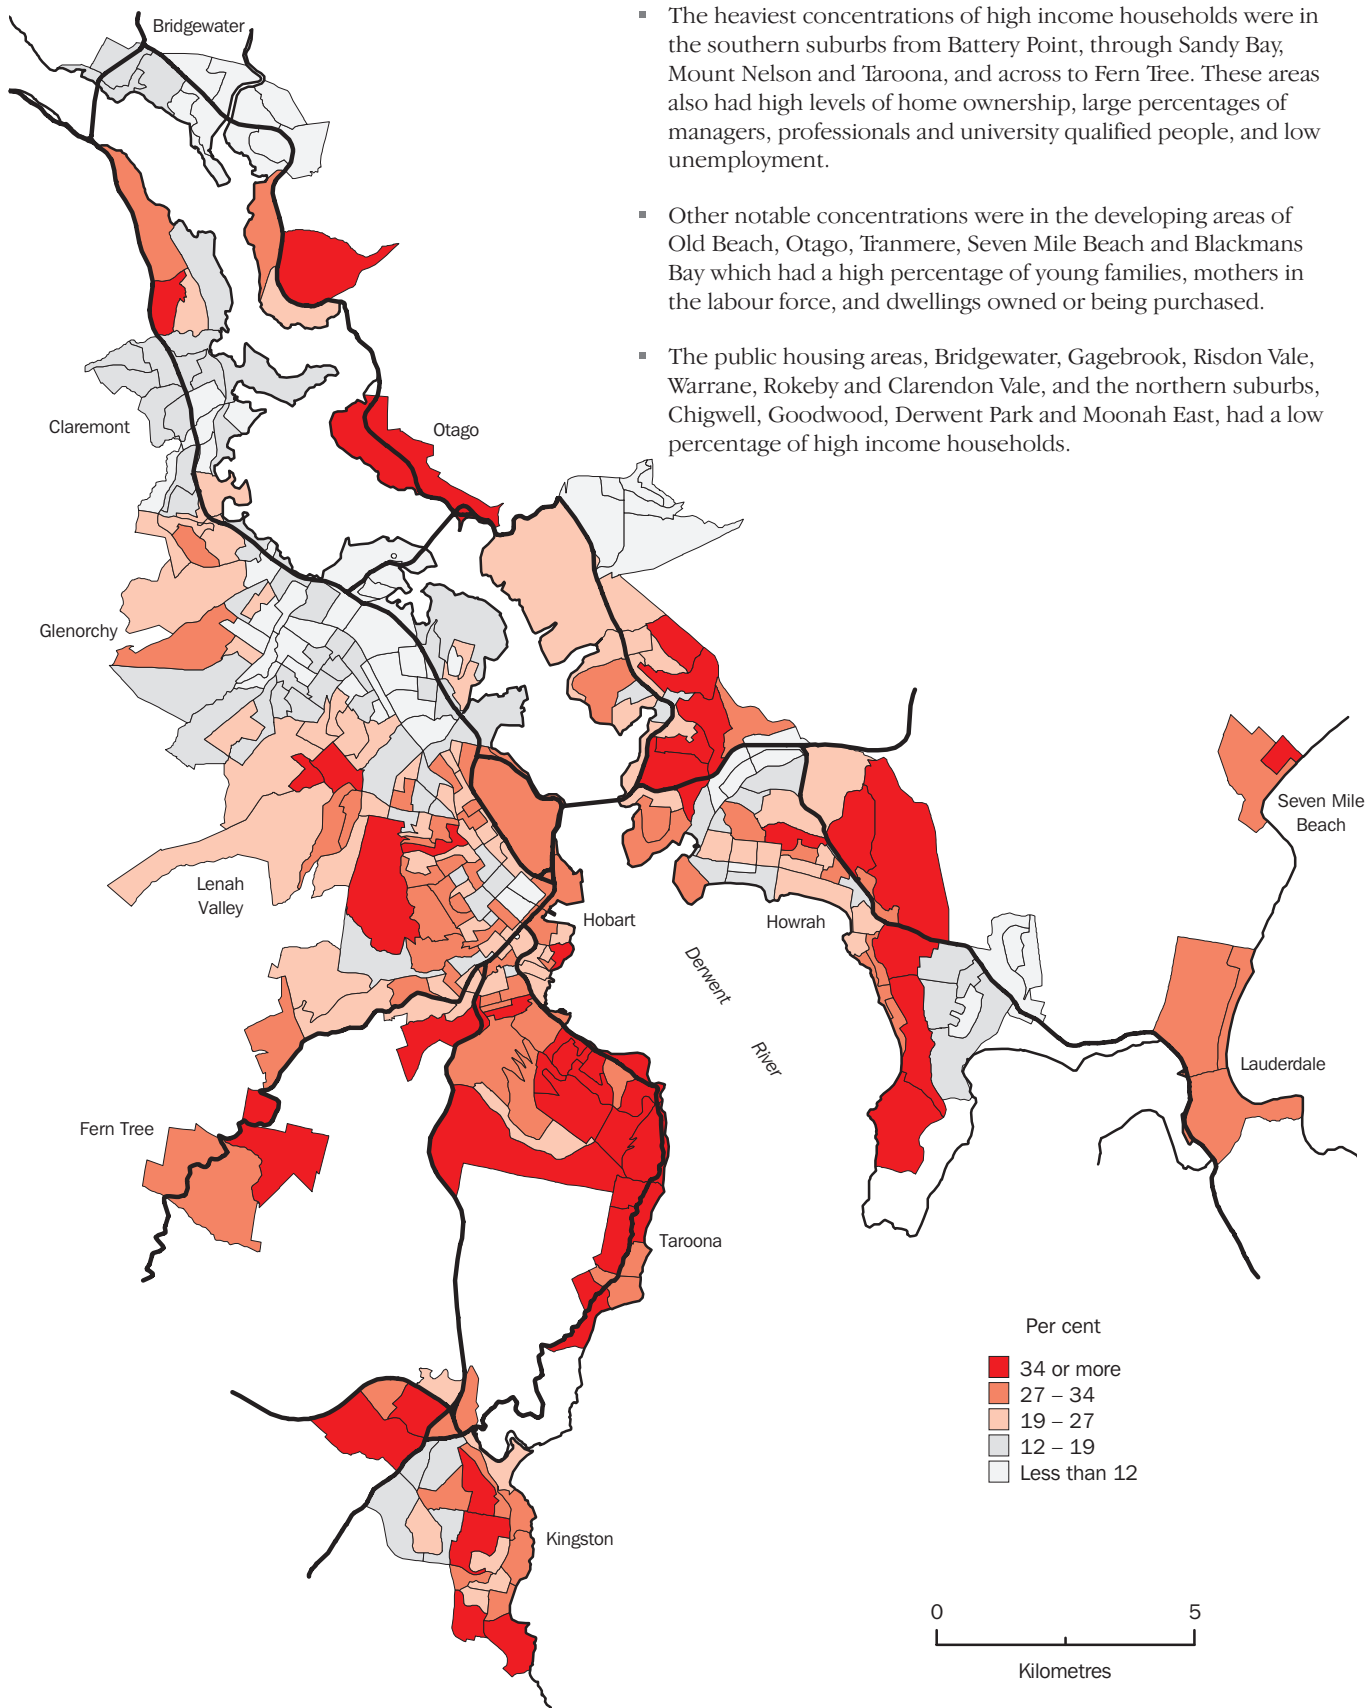 Bridgewater
▪ The heaviest concentrations of high income households were in
the southern suburbs from Battery Point, through Sandy Bay,
Mount Nelson and Taroona, and across to Fern Tree. These areas
also had high levels of home ownership, large percentages of
managers, professionals and university qualified people, and low
unemployment.
▪ Other notable concentrations were in the developing areas of
Old Beach, Otago, Tranmere, Seven Mile Beach and Blackmans
Bay which had a high percentage of young families, mothers in
the labour force, and dwellings owned or being purchased.
▪ The public housing areas, Bridgewater, Gagebrook, Risdon Vale,
Warrane, Rokeby and Clarendon Vale, and the northern suburbs,
Chigwell, Goodwood, Derwent Park and Moonah East, had a low
percentage of high income households.
Claremont
Otago
Glenorchy
Seven Mile
Beach
Lenah
Valley
Hobart
Howrah
Derwent
River
Lauderdale
Fern Tree
Taroona
Per cent
34 or more
27 – 34
19 – 27
12 – 19
Less than 12
Kingston
0 5
Kilometres